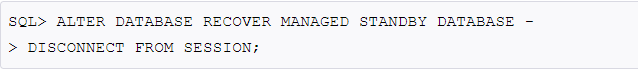 SQL> ALTER DATABASE RECOVER MANAGED STANDBY DATABASE -
> DISCONNECT FROM SESSION;